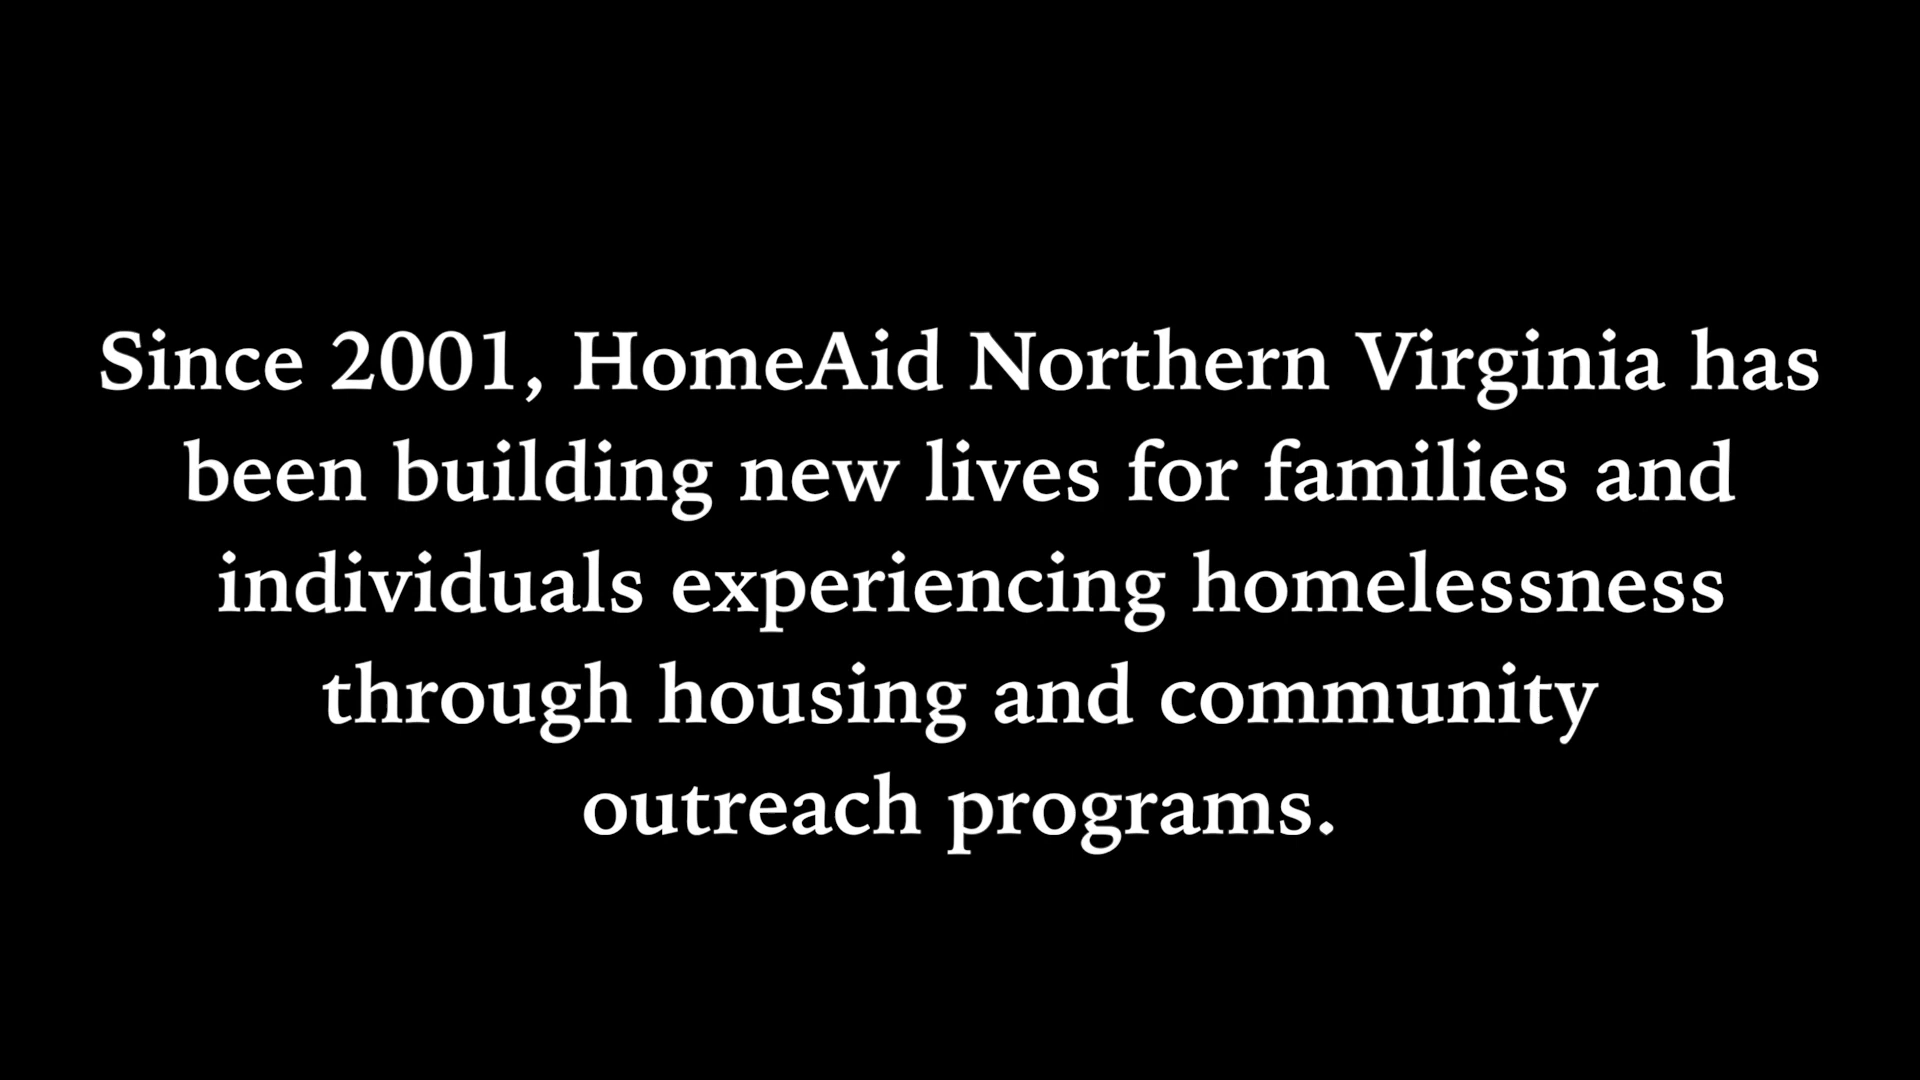 Since 2001, HomeAid Northern Virginia has
been building new lives for families and
individuals experiencing homelessness
through housing and community
outreach programs.